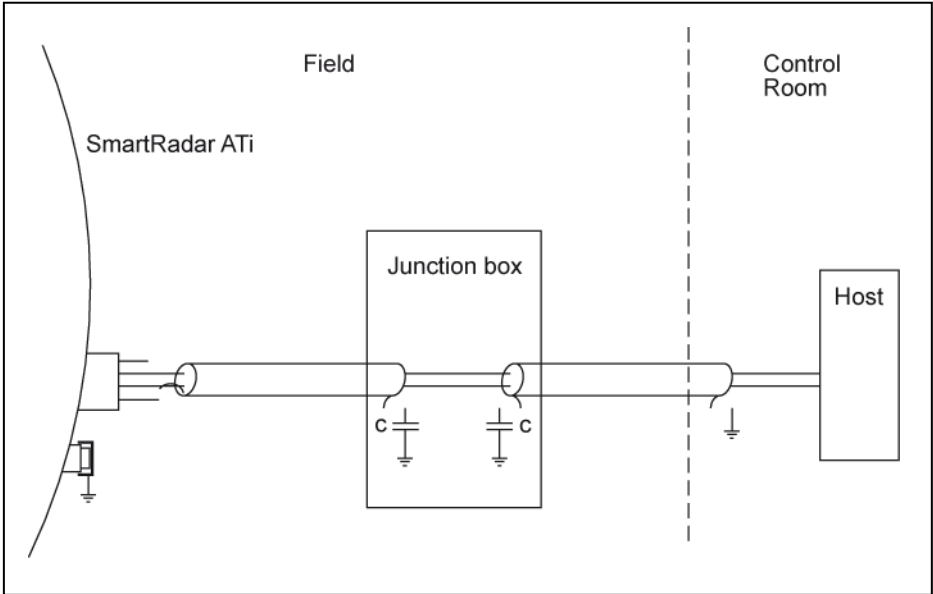 Field
Control
Room
SmartRadar ATi
Junction box
Host
C
C